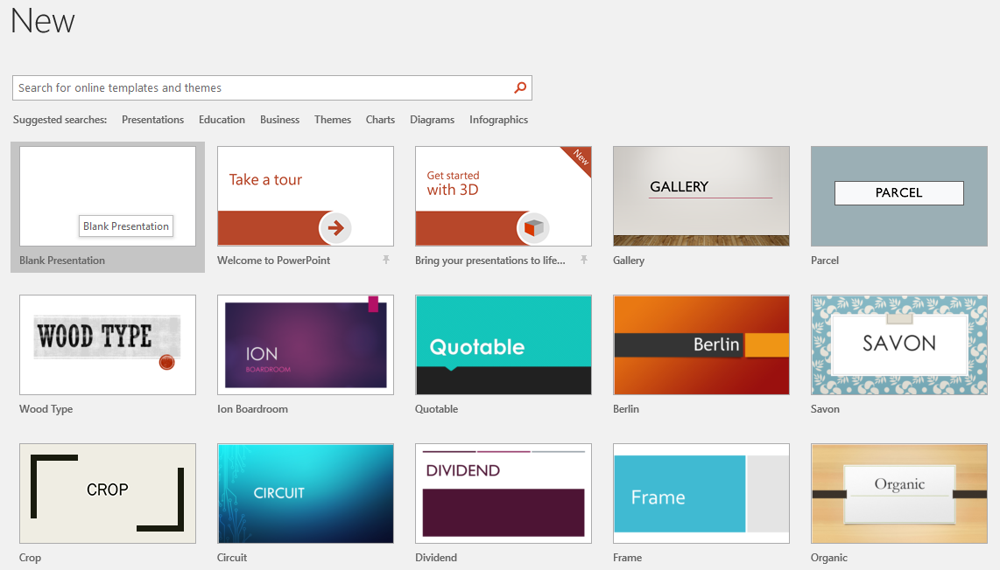 New
Search for online templates and themes
Suggested searches: Presentations Education Business Themes Charts Diagrams Infographics
Blank Presentation
Blank Presentation
Take a tour
Welcome to PowerPoint
New
Get started
with 3D
Bring your presentations to life...
GALLERY
Gallery
PARCEL
Parcel
WOOD TYPE
Wood Type
ION
BOARDROOM
Ion Boardroom
Quotable
Quotable
Berlin
Berlin
SAVON
Savon
CROP
Crop
CIRCUIT
Circuit
DIVIDEND
Dividend
Frame
Frame
Organic
Organic